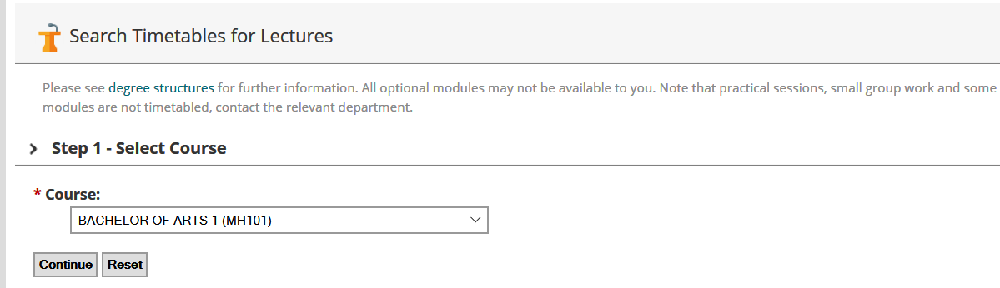 Search Timetables for Lectures
Please see degree structures for further information. All optional modules may not be available to you. Note that practical sessions, small group work and some
modules are not timetabled, contact the relevant department.
Step 1 - Select Course
* Course:
BACHELOR OF ARTS 1 (MH101)
Continue Reset